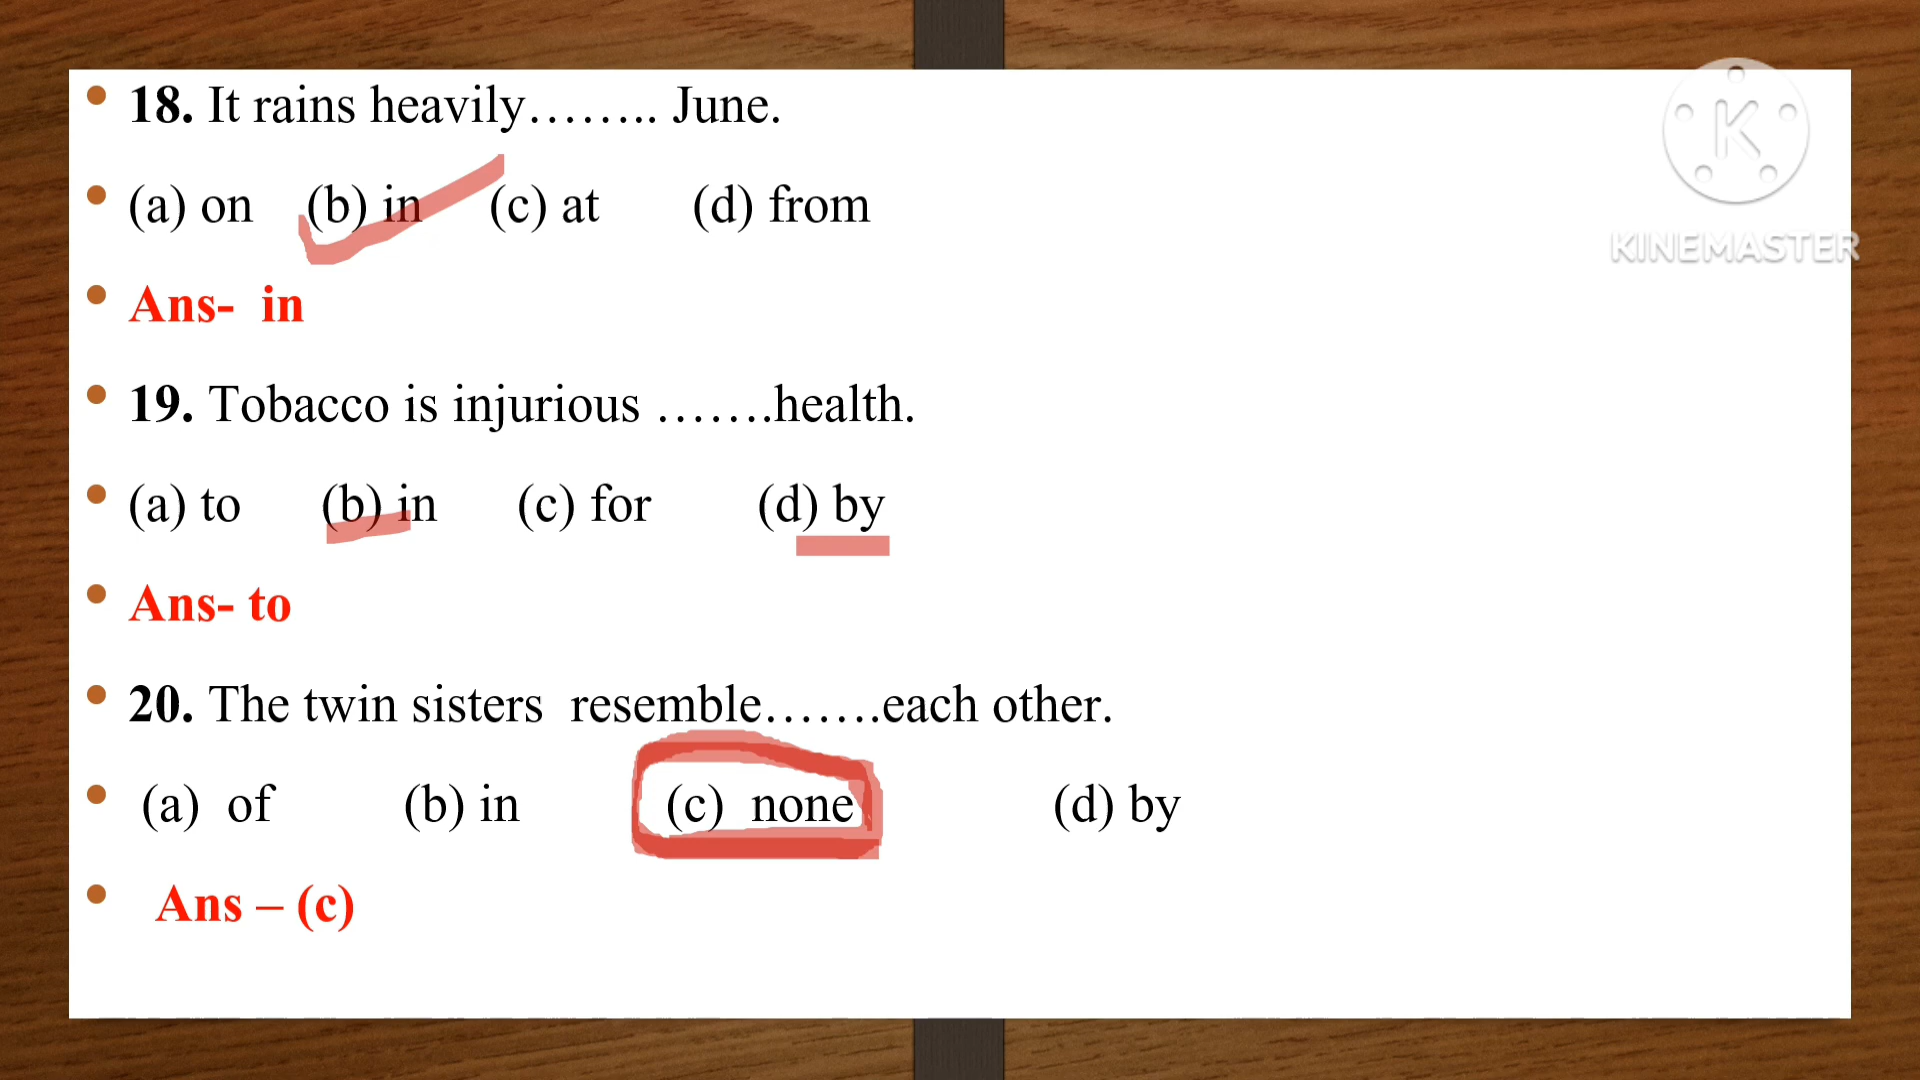 • 18. It rains heavily…….. June.
• (a) on (b) in (c) at (d) from
• Ans- in
• 19. Tobacco is injurious …….health.
• (a) to (b) in (c) for (d) by
• Ans- to
• 20. The twin sisters resemble…….each other.
• (a) of (b) in (c) none (d) by
• Ans – (c)
K
KINEMASTER